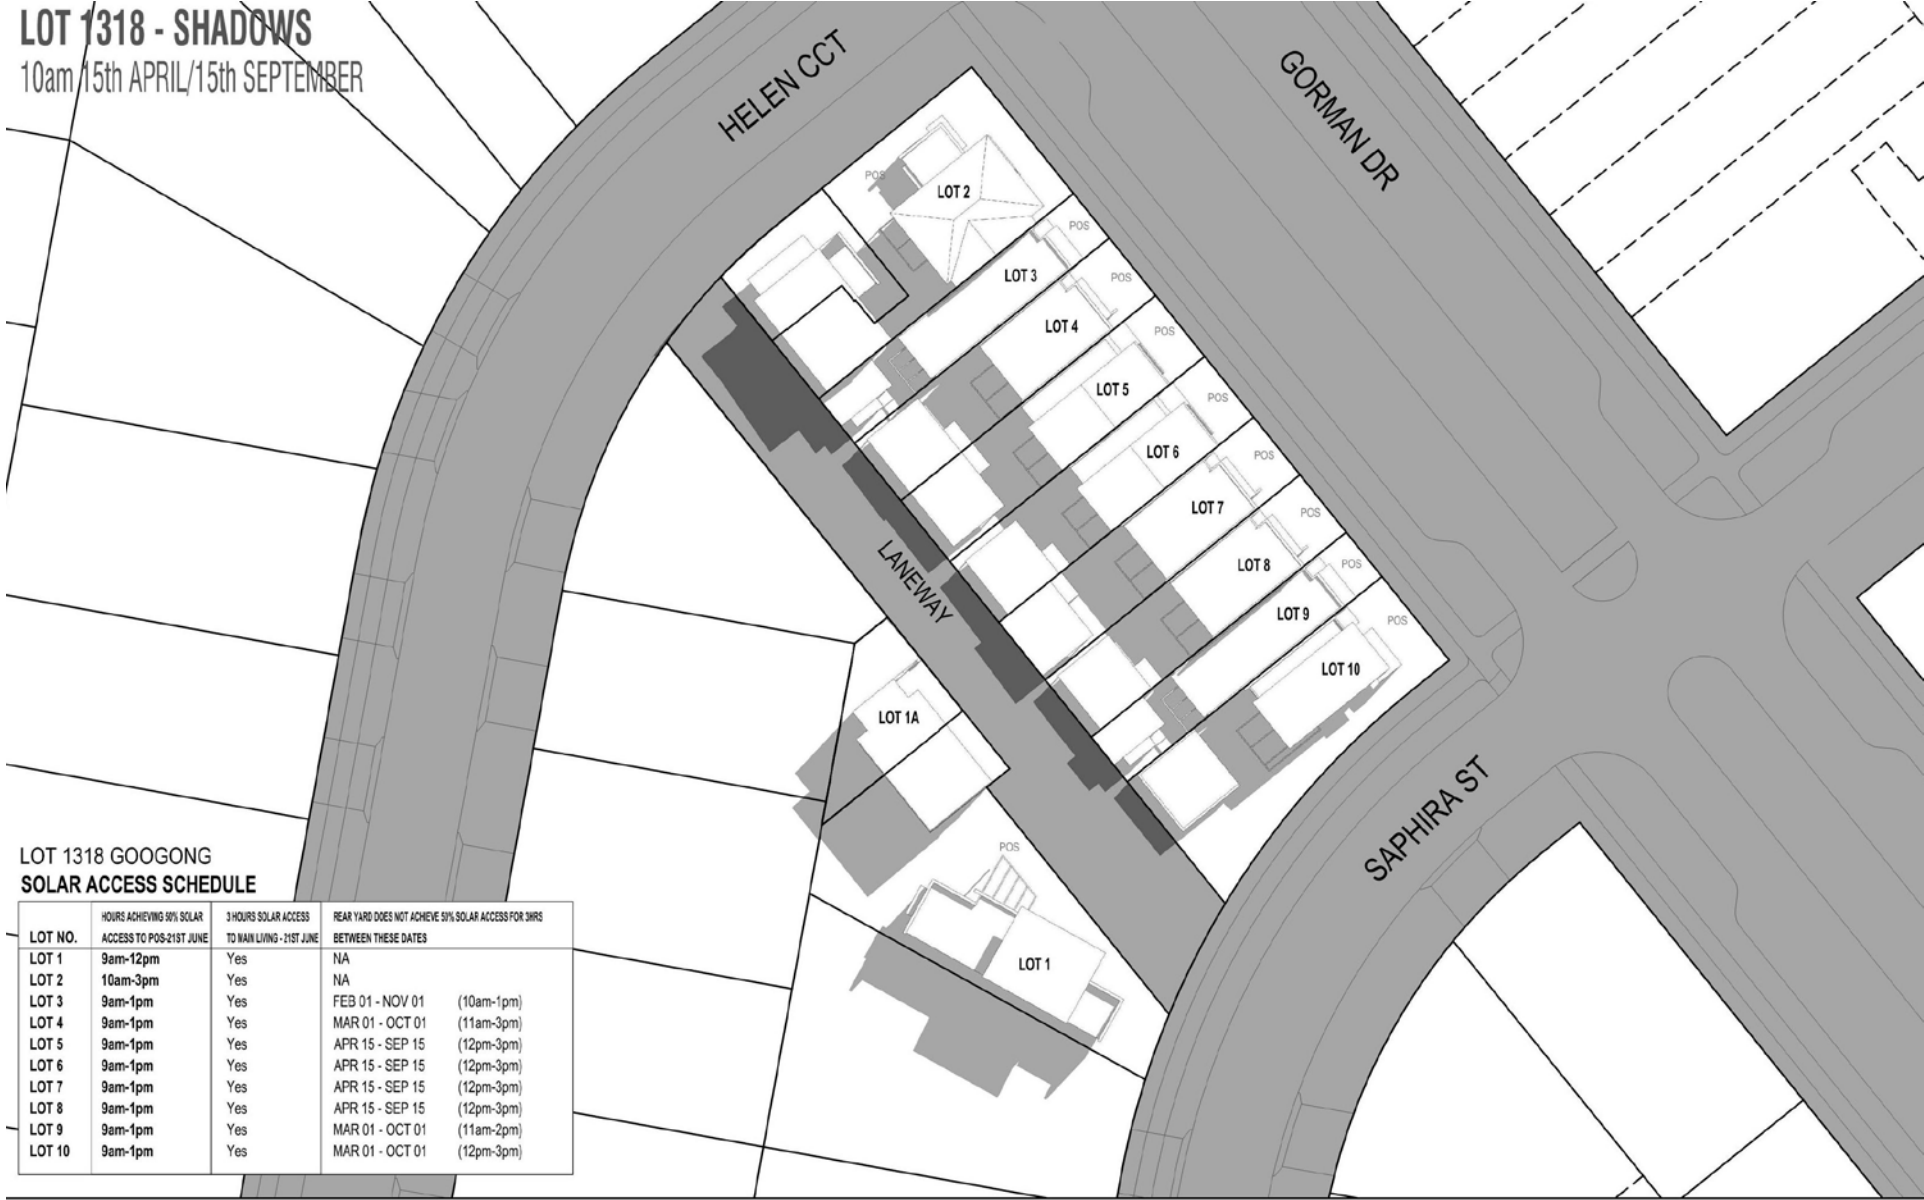 LOT 1318 - SHADOWS
10am 15th APRIL/15th SEPTEMBER
HELEN CCT
GORMAN DR
POS
LOT 2
POS
LOT 3
POS
LOT 4
POS
LOT 5
POS
LOT 6
POS
LOT 7
POS
LOT 8
POS
LOT 9
POS
LOT 10
LANEWAY
LOT 1A
SAPHIRA ST
POS
LOT 1
LOT 1318 GOOGONG
SOLAR ACCESS SCHEDULE
LOT NO. HOURS ACHIEVING 50% SOLAR ACCESS TO POS-21ST JUNE 3 HOURS SOLAR ACCESS TO MAIN LIVING - 21ST JUNE REAR YARD DOES NOT ACHIEVE 50% SOLAR ACCESS FOR 3HRS BETWEEN THESE DATES
LOT 1 9am-12pm Yes NA
LOT 2 10am-3pm Yes NA
LOT 3 9am-1pm Yes FEB 01 - NOV 01 (10am-1pm)
LOT 4 9am-1pm Yes MAR 01 - OCT 01 (11am-3pm)
LOT 5 9am-1pm Yes APR 15 - SEP 15 (12pm-3pm)
LOT 6 9am-1pm Yes APR 15 - SEP 15 (12pm-3pm)
LOT 7 9am-1pm Yes APR 15 - SEP 15 (12pm-3pm)
LOT 8 9am-1pm Yes APR 15 - SEP 15 (12pm-3pm)
LOT 9 9am-1pm Yes MAR 01 - OCT 01 (11am-2pm)
LOT 10 9am-1pm Yes MAR 01 - OCT 01 (12pm-3pm)